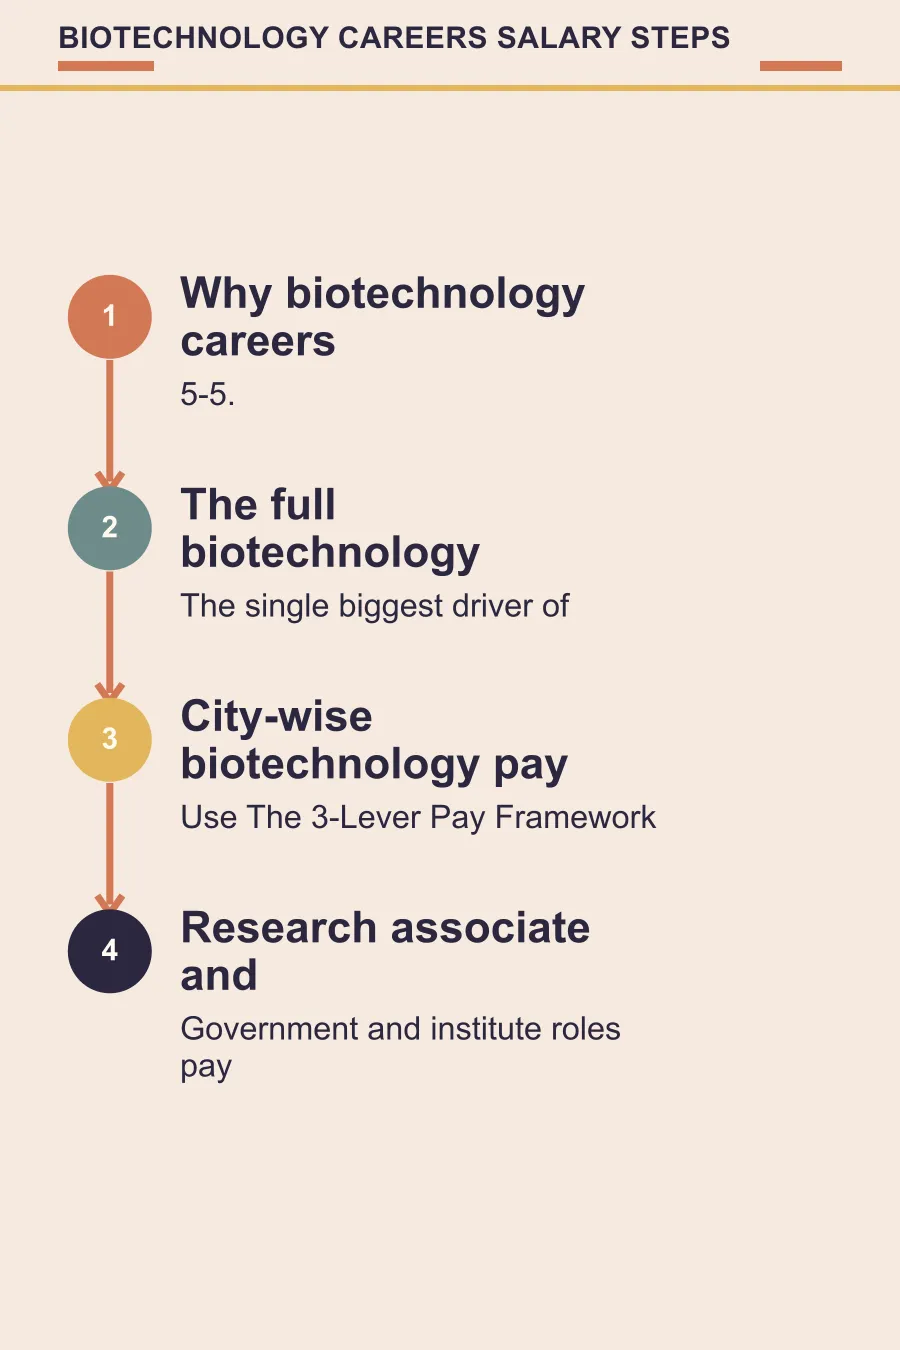 BIOTECHNOLOGY CAREERS SALARY STEPS
1
Why biotechnology
careers
5-5.
2
The full
biotechnology
The single biggest driver of
3
City-wise
biotechnology pay
Use The 3-Lever Pay Framework
4
Research associate
and
Government and institute roles
pay